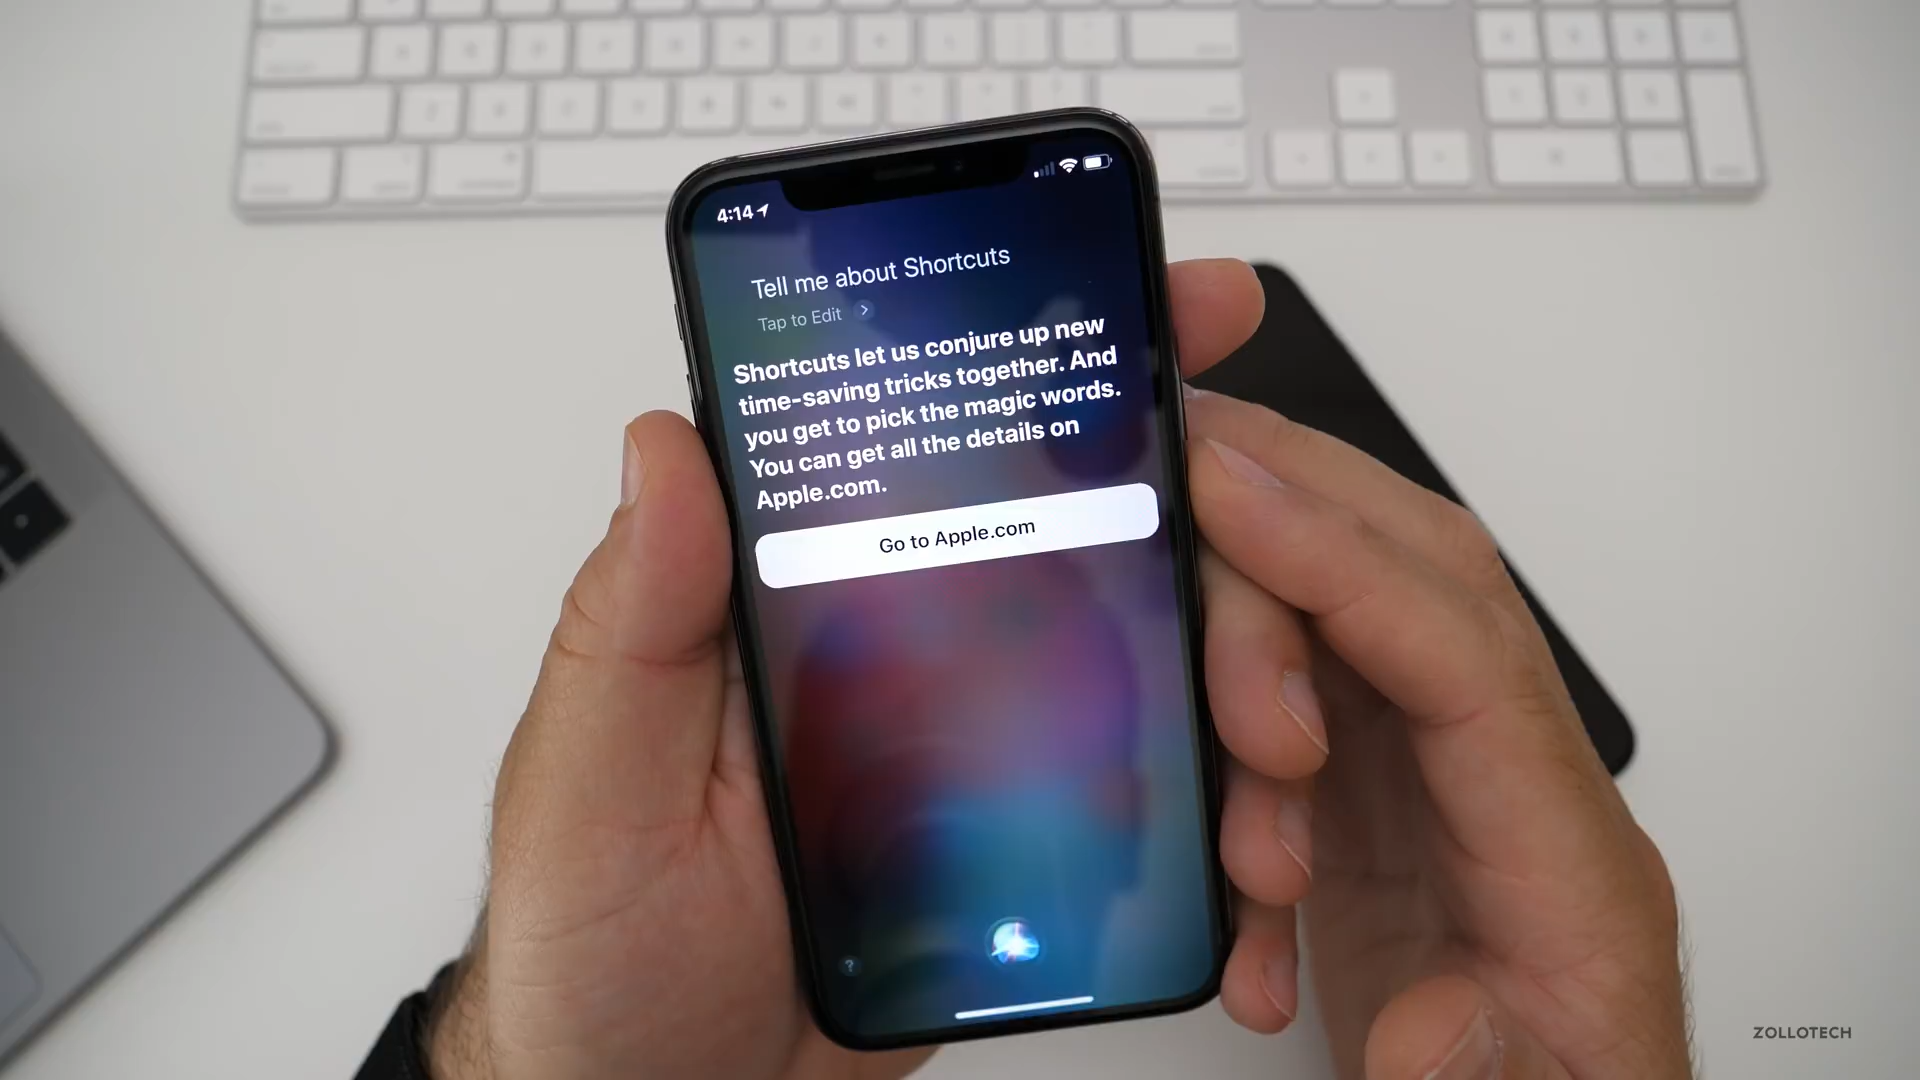 4:14
Tell me about Shortcuts
Tap to Edit
Shortcuts let us conjure up new
time-saving tricks together. And
you get to pick the magic words.
You can get all the details on
Apple.com.
Go to Apple.com
?
ZOLLOTECH